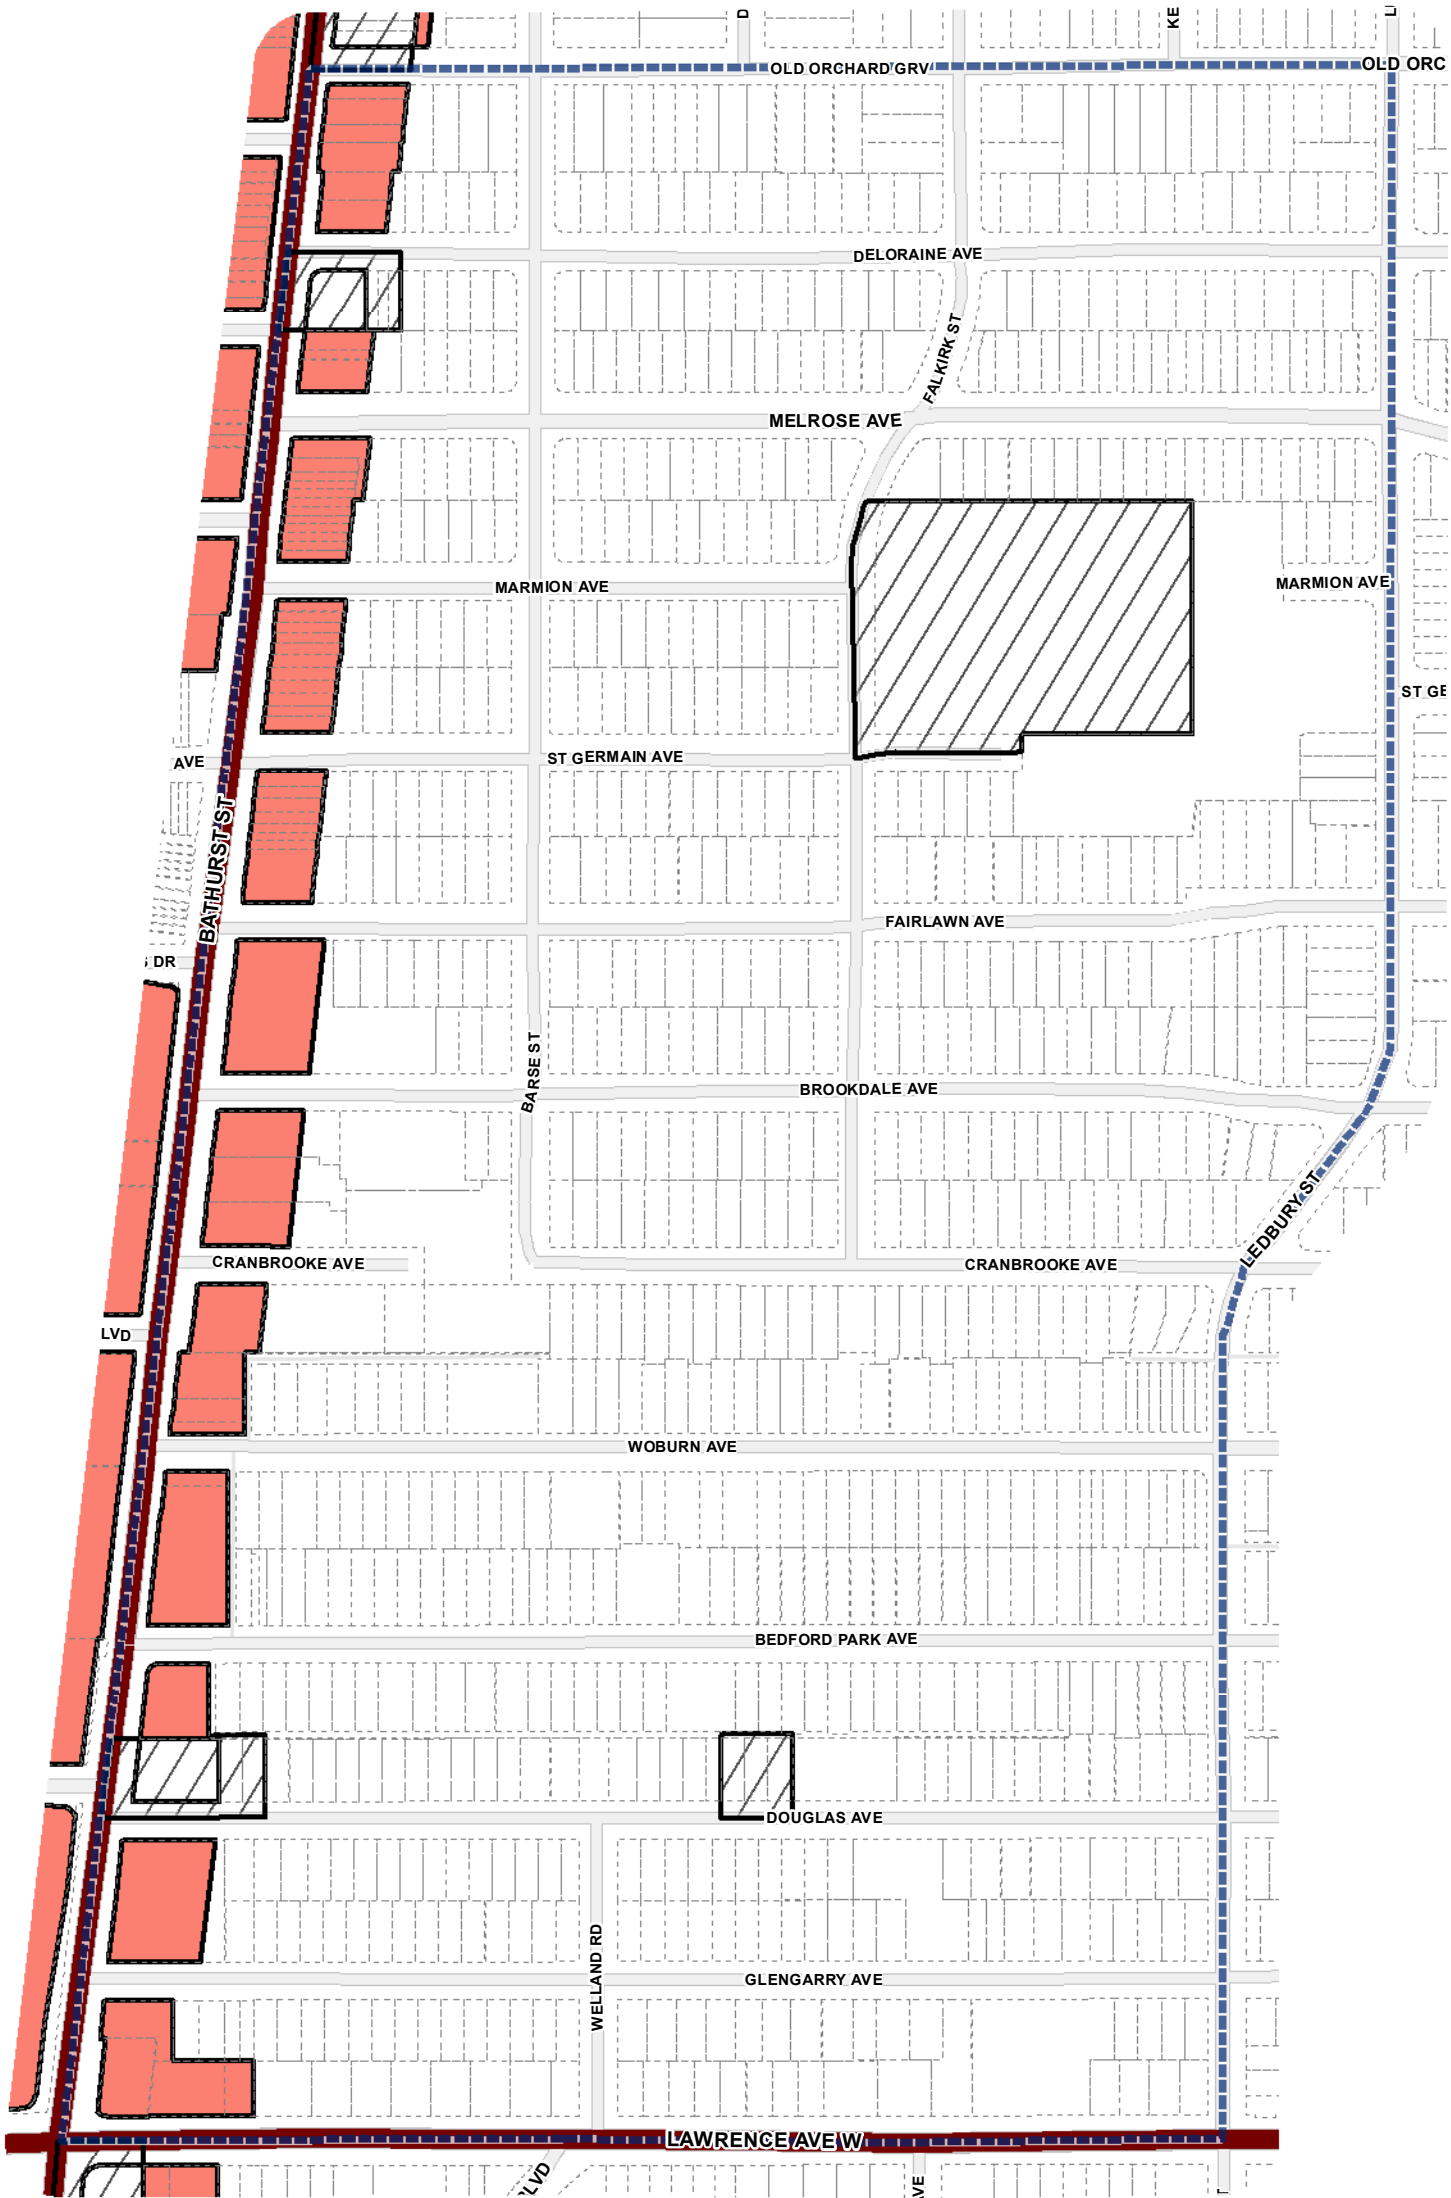 D
KE
L
OLD ORCHARD GRV
OLD ORC
DELORAINE AVE
FALKIRK ST
MELROSE AVE
MARMION AVE
MARMION AVE
ST GE
AVE
ST GERMAIN AVE
BATHURST ST
FAIRLAWN AVE
DR
BARSE ST
BROOKDALE AVE
LEDBURY ST
CRANBROOKE AVE
CRANBROOKE AVE
LVD
WOBURN AVE
BEDFORD PARK AVE
DOUGLAS AVE
WELLAND RD
GLENGARRY AVE
LAWRENCE AVE W
LVD
AVE